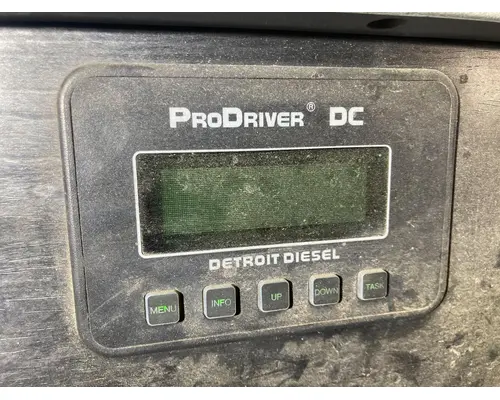 PRODRIVER® DC
DETROIT DIESEL
MENU INFO UP DOWN TASK